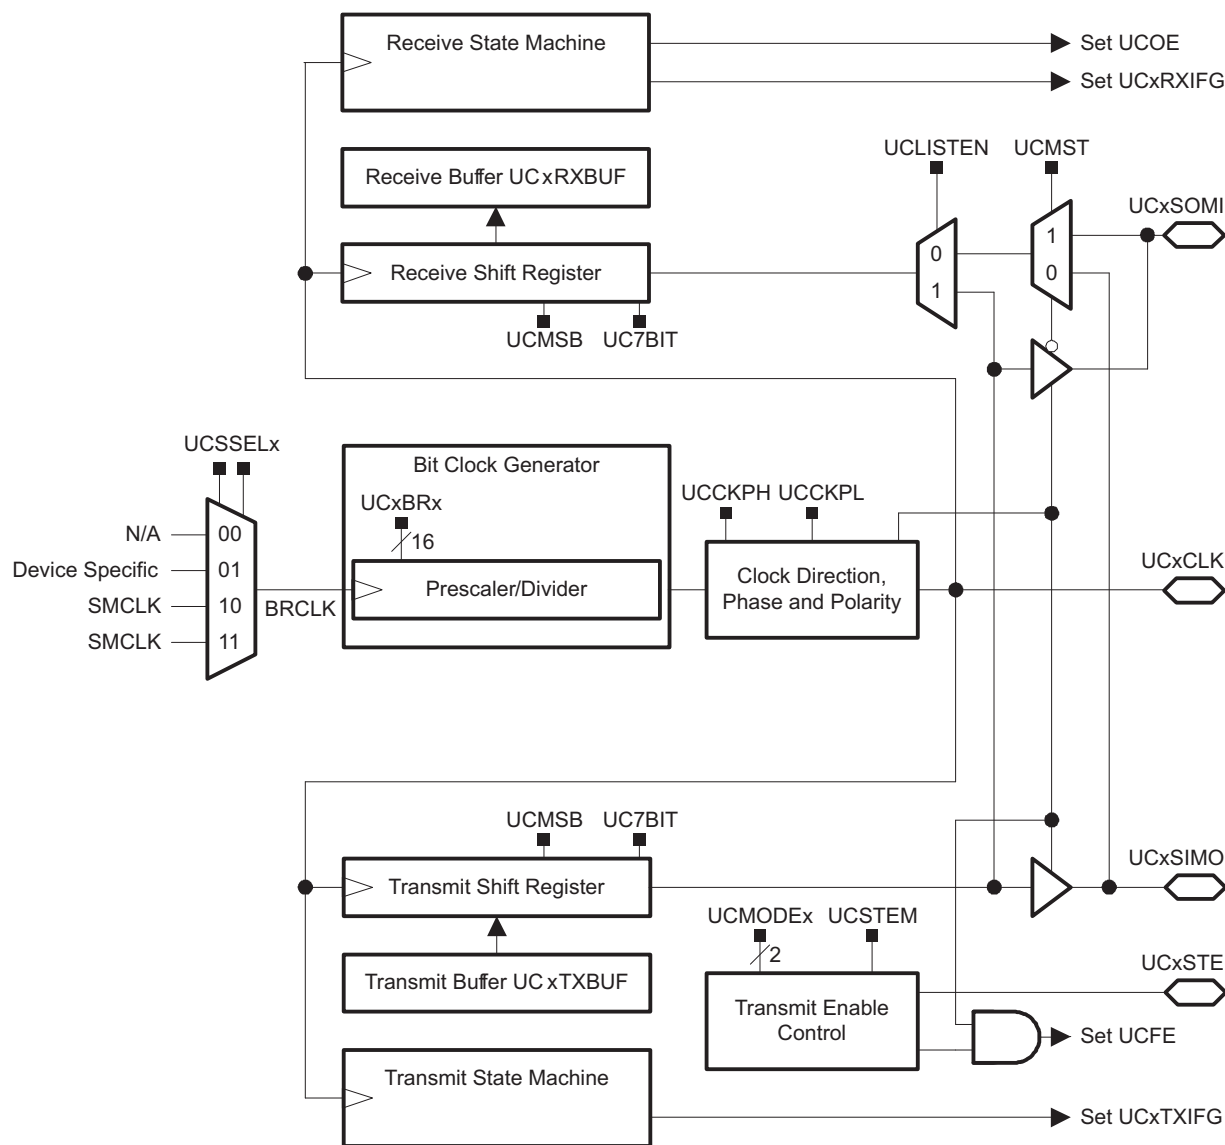 Receive State Machine
Set UCOE
Set UCxRXIFG
UCLISTEN
UCMST
Receive Buffer UCxRXBUF
UCxSOMI
1
0
0
1
Receive Shift Register
UCMSB
UC7BIT
UCSSELx
Bit Clock Generator
UCxBRx
16
UCCKPH
UCCKPL
N/A
00
Device Specific
01
SMCLK
10
SMCLK
11
BRCLK
Prescaler/Divider
Clock Direction,
Phase and Polarity
UCxCLK
UCMSB
UC7BIT
Transmit Shift Register
UCxSIMO
UCMODEx
UCSTEM
2
Transmit Buffer UCxTXBUF
Transmit Enable
Control
UCxSTE
Set UCFE
Transmit State Machine
Set UCxTXIFG